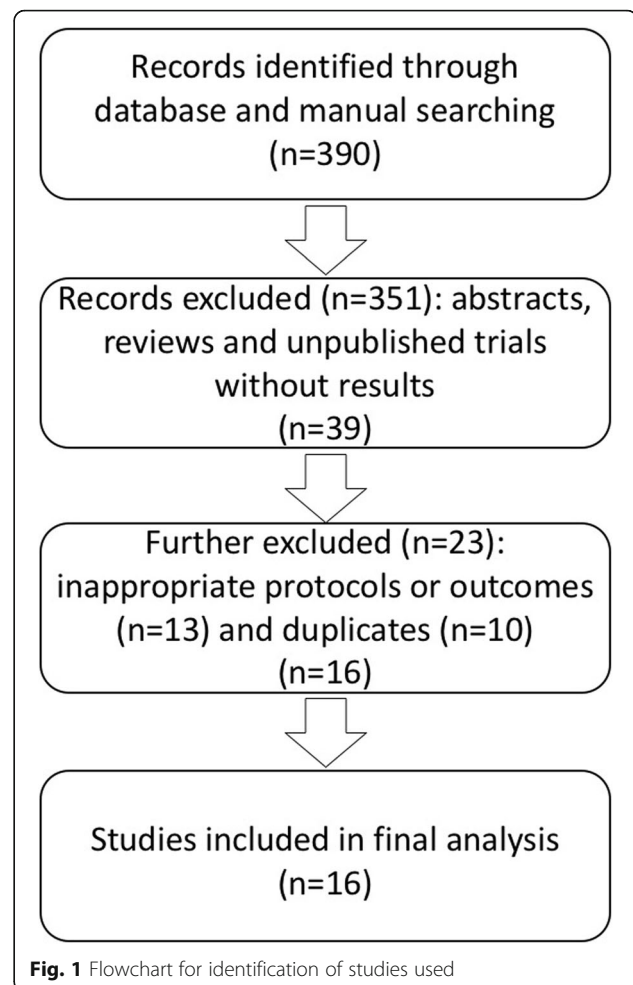 Records identified through
database and manual searching
(n=390)
Records excluded (n=351): abstracts,
reviews and unpublished trials
without results
(n=39)
Further excluded (n=23):
inappropriate protocols or outcomes
(n=13) and duplicates (n=10)
(n=16)
Studies included in final analysis
(n=16)
Fig. 1 Flowchart for identification of studies used